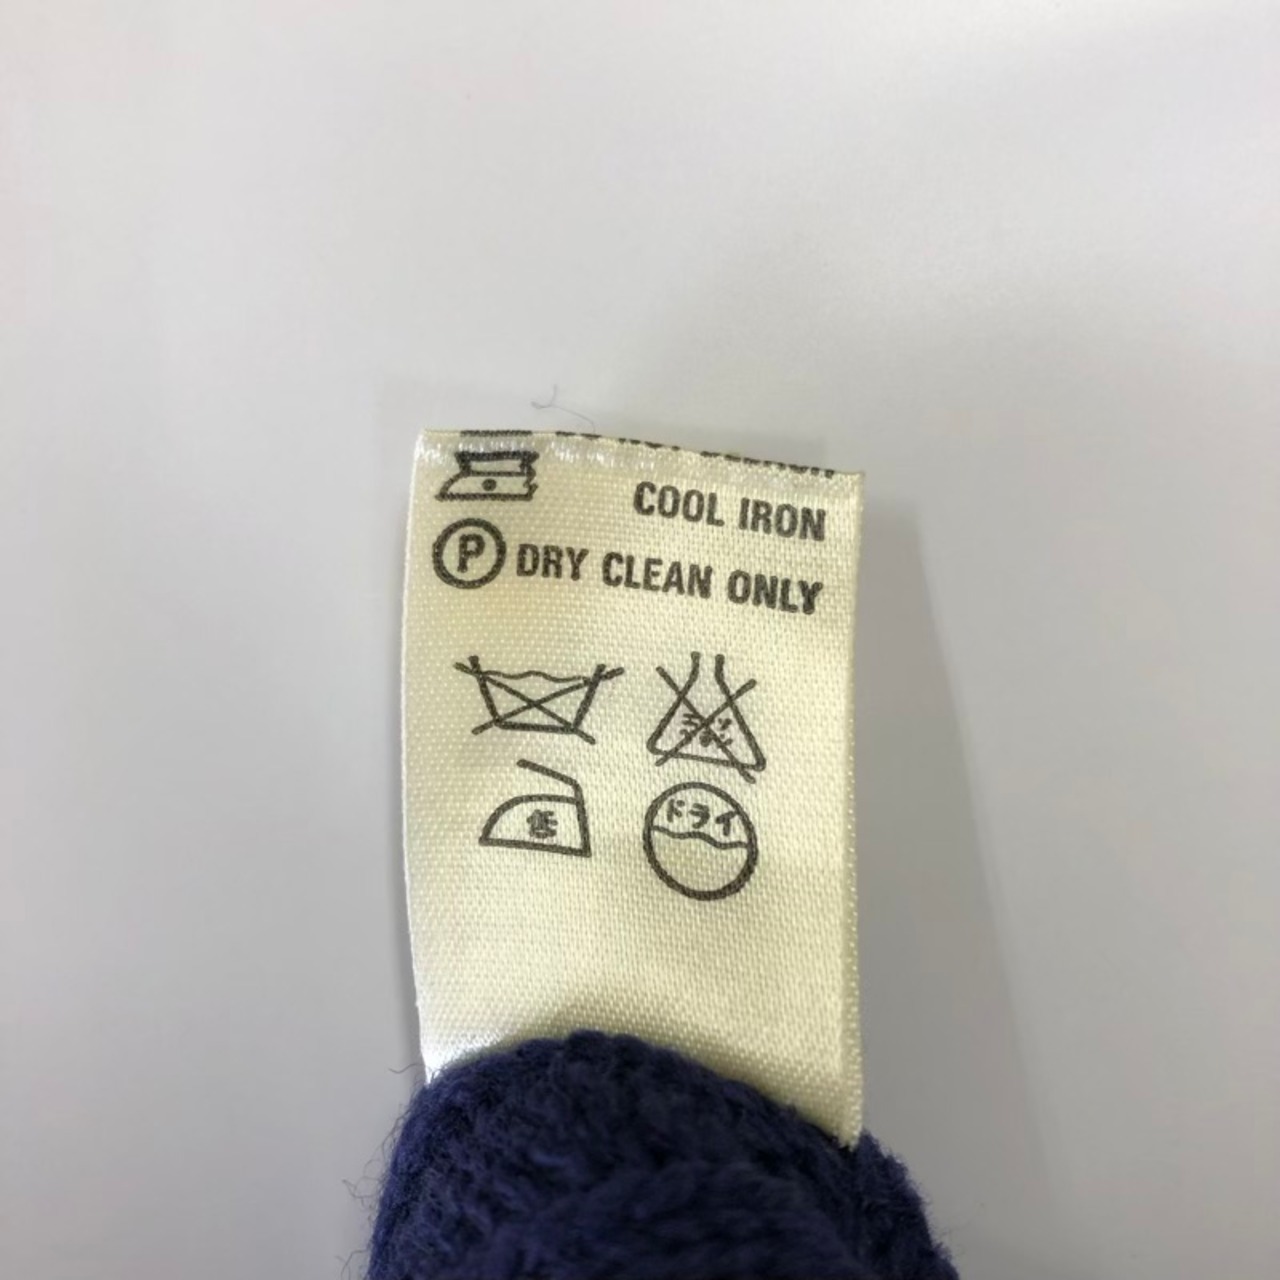 COOL IRON
P DRY CLEAN ONLY
低 ドライ